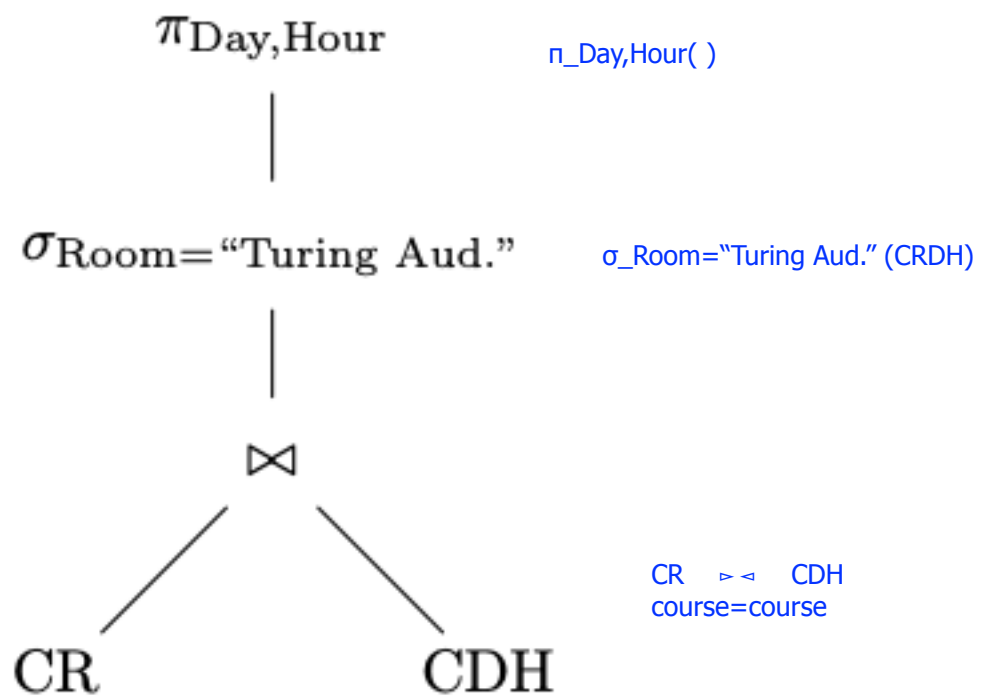 πDay,Hour
π_Day,Hour( )
σRoom=“Turing Aud.”
σ_Room=“Turing Aud.” (CRDH)
⋈
CR ▹◃ CDH
course=course
CR
CDH